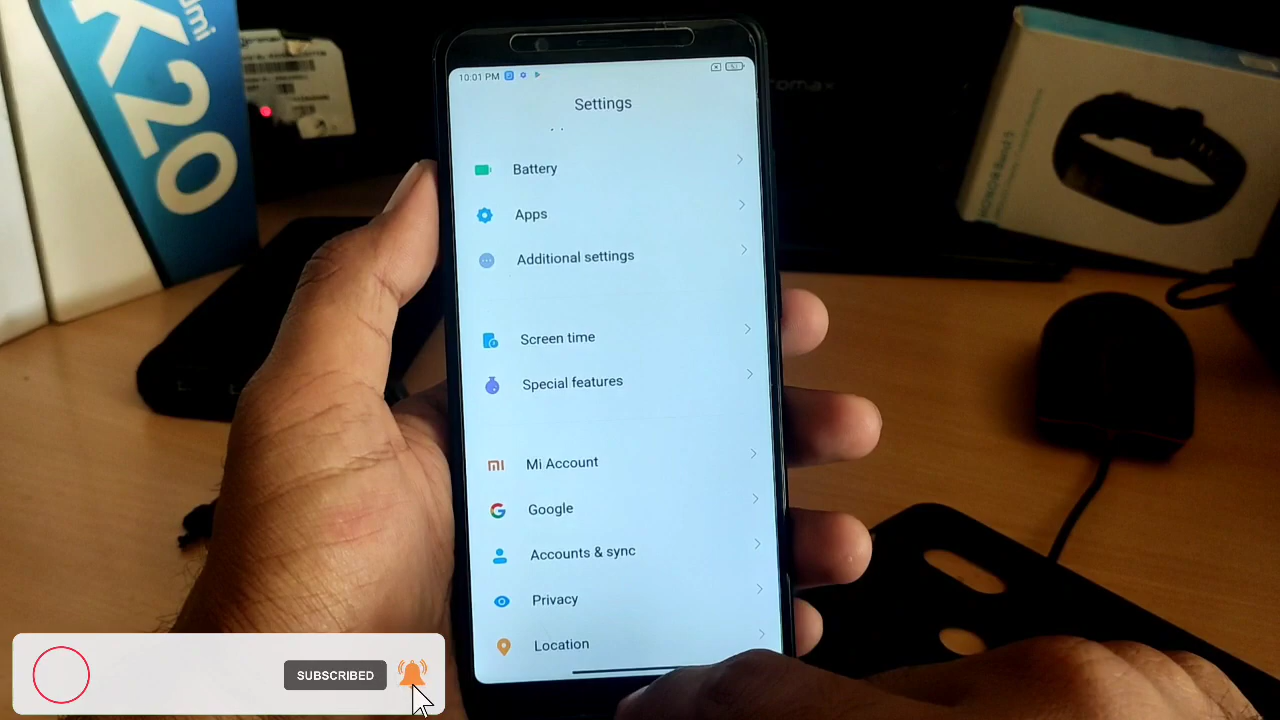 K20
10:01 PM
Settings
Battery
Apps
Additional settings
Screen time
Special features
Mi Account
Google
Accounts & sync
Privacy
Location
SUBSCRIBED